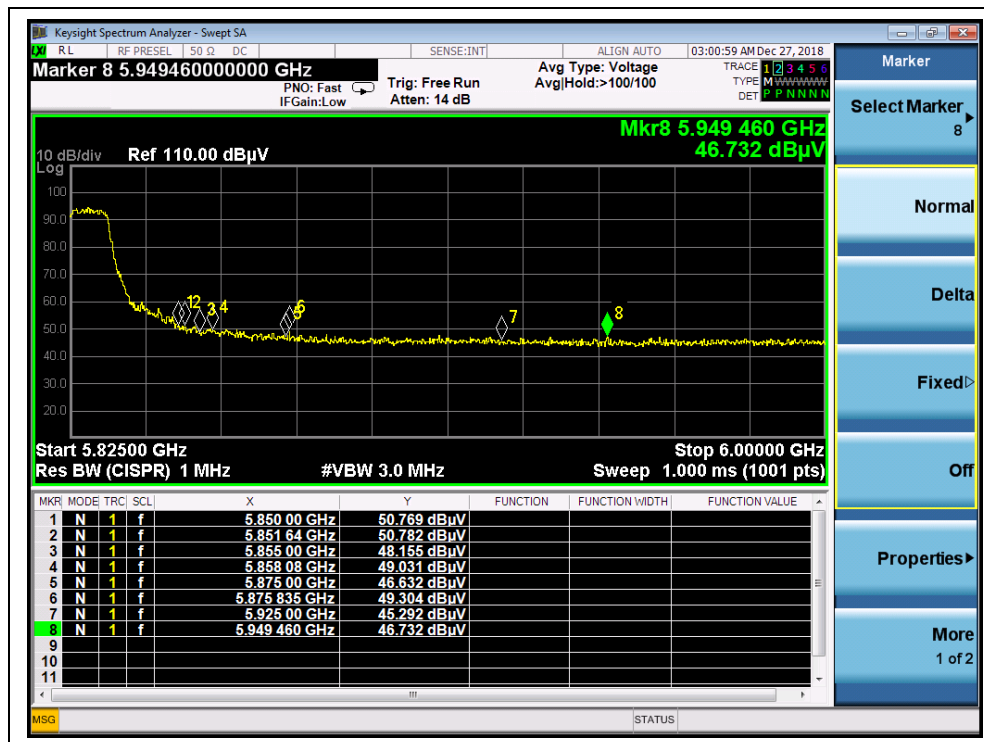 Keysight Spectrum Analyzer - Swept SA
LXI RL RF PRESEL 50 Ω DC SENSE:INT ALIGN AUTO 03:00:59 AM Dec 27, 2018
Marker 8 5.949460000000 GHz
PNO: Fast
IFGain:Low
Trig: Free Run
Atten: 14 dB
Avg Type: Voltage
Avg|Hold:>100/100
TRACE 1 2 3 4 5 6
TYPE M W W W W W
DET P P N N N N
Mkr8 5.949 460 GHz
46.732 dBµV
10 dB/div Ref 110.00 dBµV
Log
100
90.0
80.0
70.0
60.0
50.0
40.0
30.0
20.0
1 2 3 4 5 6 7 8
Start 5.82500 GHz Stop 6.00000 GHz
Res BW (CISPR) 1 MHz #VBW 3.0 MHz Sweep 1.000 ms (1001 pts)
MKR MODE TRC SCL X Y FUNCTION FUNCTION WIDTH FUNCTION VALUE
1 N 1 f 5.850 00 GHz 50.769 dBµV
2 N 1 f 5.851 64 GHz 50.782 dBµV
3 N 1 f 5.855 00 GHz 48.155 dBµV
4 N 1 f 5.858 08 GHz 49.031 dBµV
5 N 1 f 5.875 00 GHz 46.632 dBµV
6 N 1 f 5.875 835 GHz 49.304 dBµV
7 N 1 f 5.925 00 GHz 45.292 dBµV
8 N 1 f 5.949 460 GHz 46.732 dBµV
9
10
11
MSG STATUS
Marker
Select Marker
8
Normal
Delta
Fixed
Off
Properties
More
1 of 2